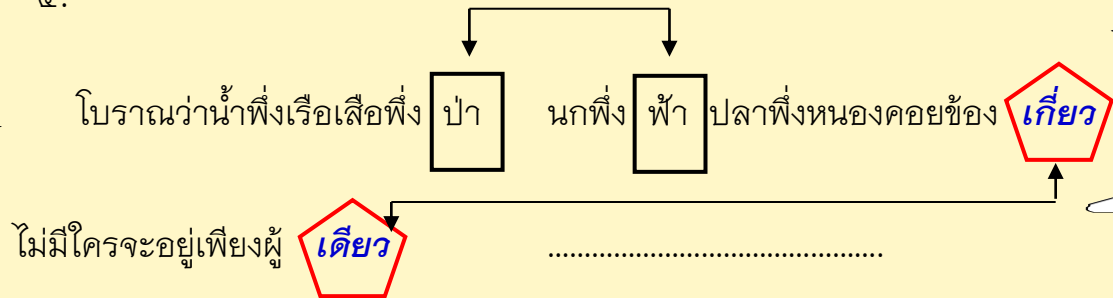 โบราณว่าน้ำพึ่งเรือเสือพึ่ง ป่า นกพึ่ง ฟ้า ปลาพึ่งหนองคอยข้อง เกี่ยว
ไม่มีใครจะอยู่เพียงผู้ เดียว ..............................................